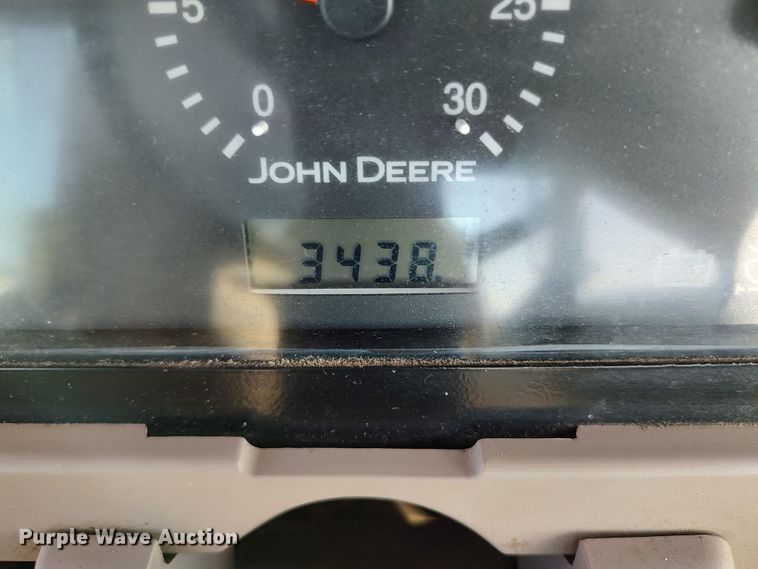 5 25
0 30
JOHN DEERE
3438.
Purple Wave Auction